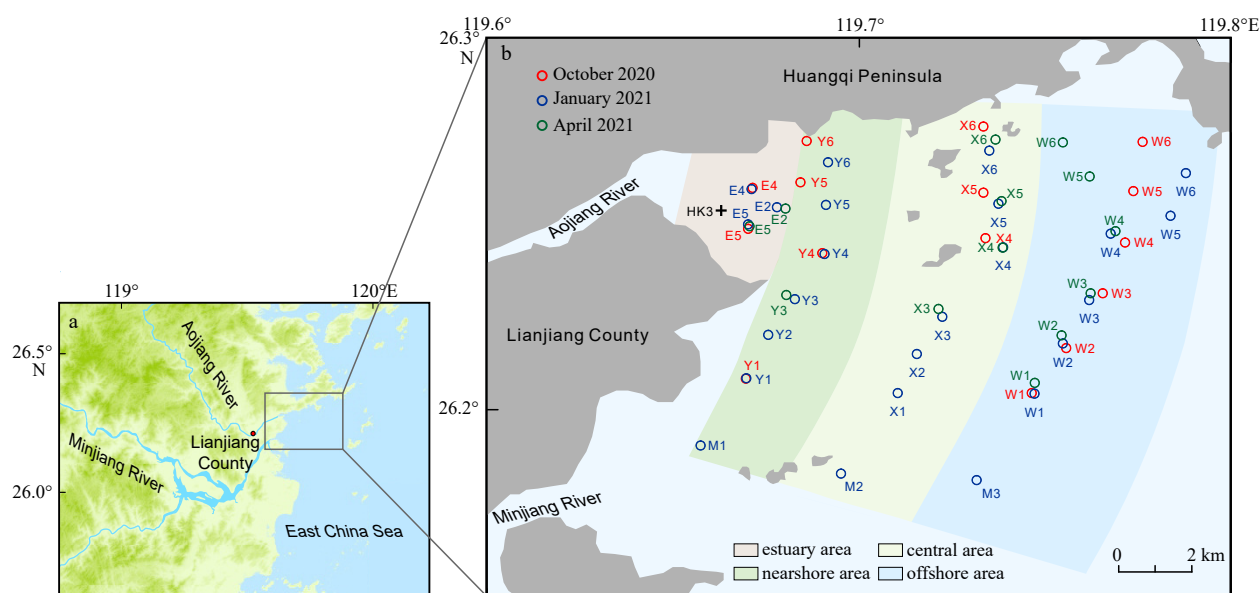 119.6°
119.7°
119.8°E
26.3°
N
b
October 2020
January 2021
April 2021
Huangqi Peninsula
X6
X6
X6
Y6
Y6
W6
W6
W6
E4
E4
Y5
Y5
X5
X5
X5
W5
W5
W5
Aojiang River
HK3
E2
E2
E5
E5
E5
Y4
Y4
X4
X4
X4
W4
W4
W4
Y3
Y3
X3
X3
W3
W3
W3
Lianjiang County
Y2
X2
W2
W2
W2
Y1
Y1
X1
W1
W1
W1
26.2°
M1
M2
M3
Minjiang River
estuary area
central area
nearshore area
offshore area
0
2 km
119°
120°E
a
26.5°
N
26.0°
Aojiang River
Lianjiang
County
Minjiang River
East China Sea